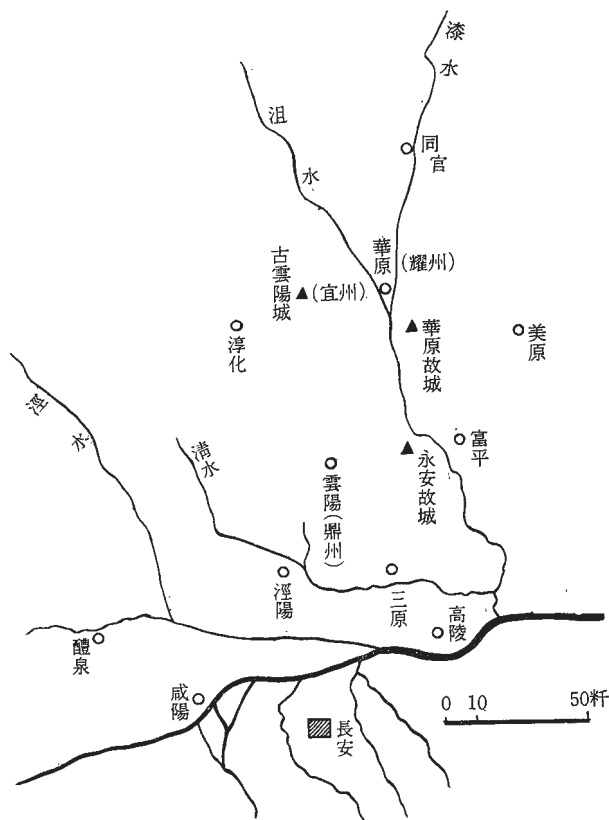 漆水
沮水
同官
華原
(耀州)
古雲陽城
(宜州)
淳化
華原故城
美原
涇水
清水
雲陽(鼎州)
永安故城
富平
涇陽
三原
高陵
醴泉
咸陽
長安
0 10 50粁